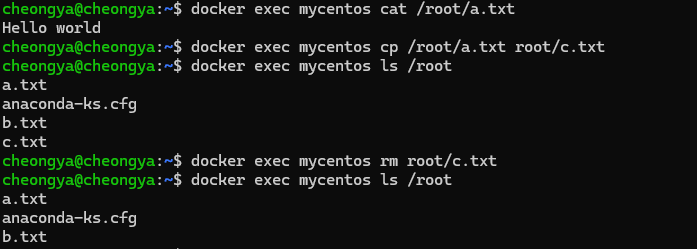 cheongya@cheongya:~$ docker exec mycentos cat /root/a.txt
Hello world
cheongya@cheongya:~$ docker exec mycentos cp /root/a.txt root/c.txt
cheongya@cheongya:~$ docker exec mycentos ls /root
a.txt
anaconda-ks.cfg
b.txt
c.txt
cheongya@cheongya:~$ docker exec mycentos rm root/c.txt
cheongya@cheongya:~$ docker exec mycentos ls /root
a.txt
anaconda-ks.cfg
b.txt